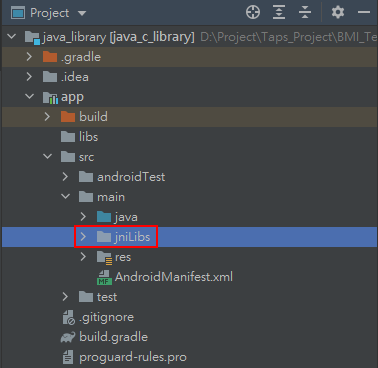 Project
java_library [java_c_library] D:\Project\Taps_Project\BMI_Te
.gradle
.idea
app
build
libs
src
androidTest
main
java
jniLibs
res
MF AndroidManifest.xml
test
.gitignore
build.gradle
proguard-rules.pro